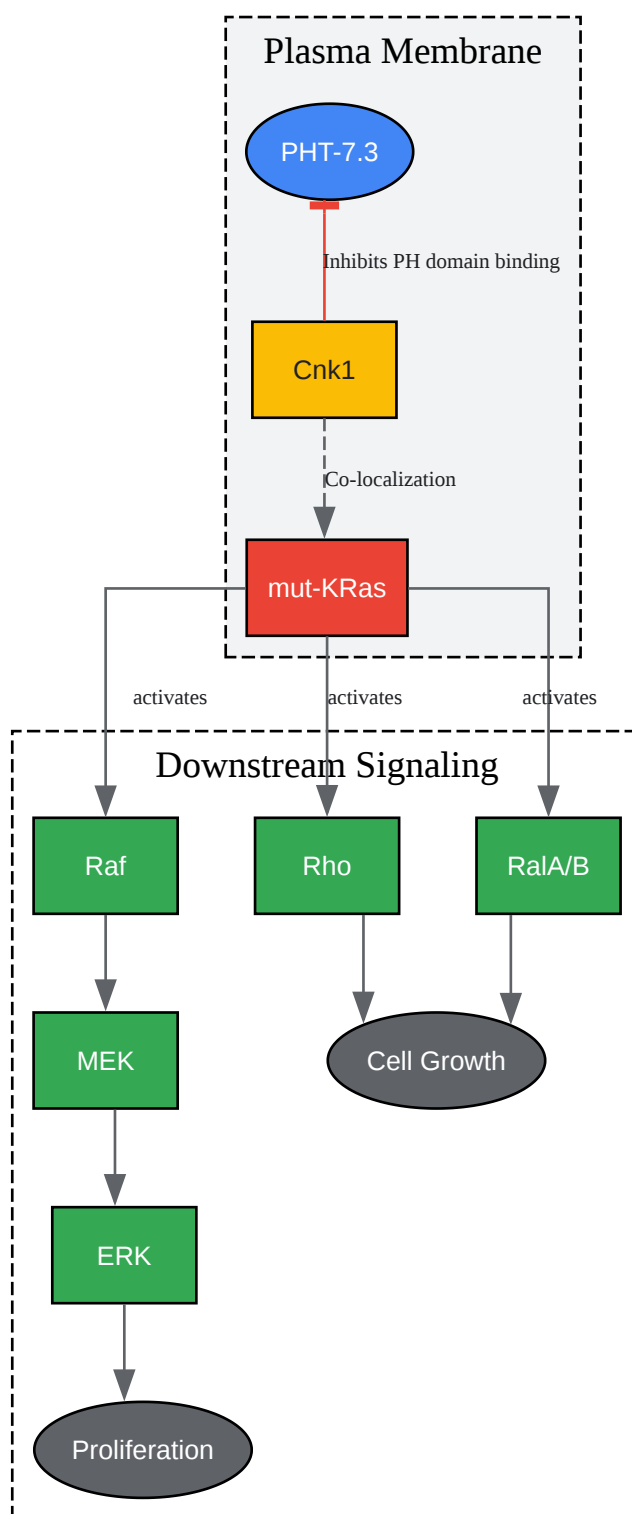 Plasma Membrane
PHT-7.3
Inhibits PH domain binding
Cnk1
Co-localization
mut-KRas
activates
activates
activates
Downstream Signaling
Raf
Rho
RalA/B
MEK
Cell Growth
ERK
Proliferation